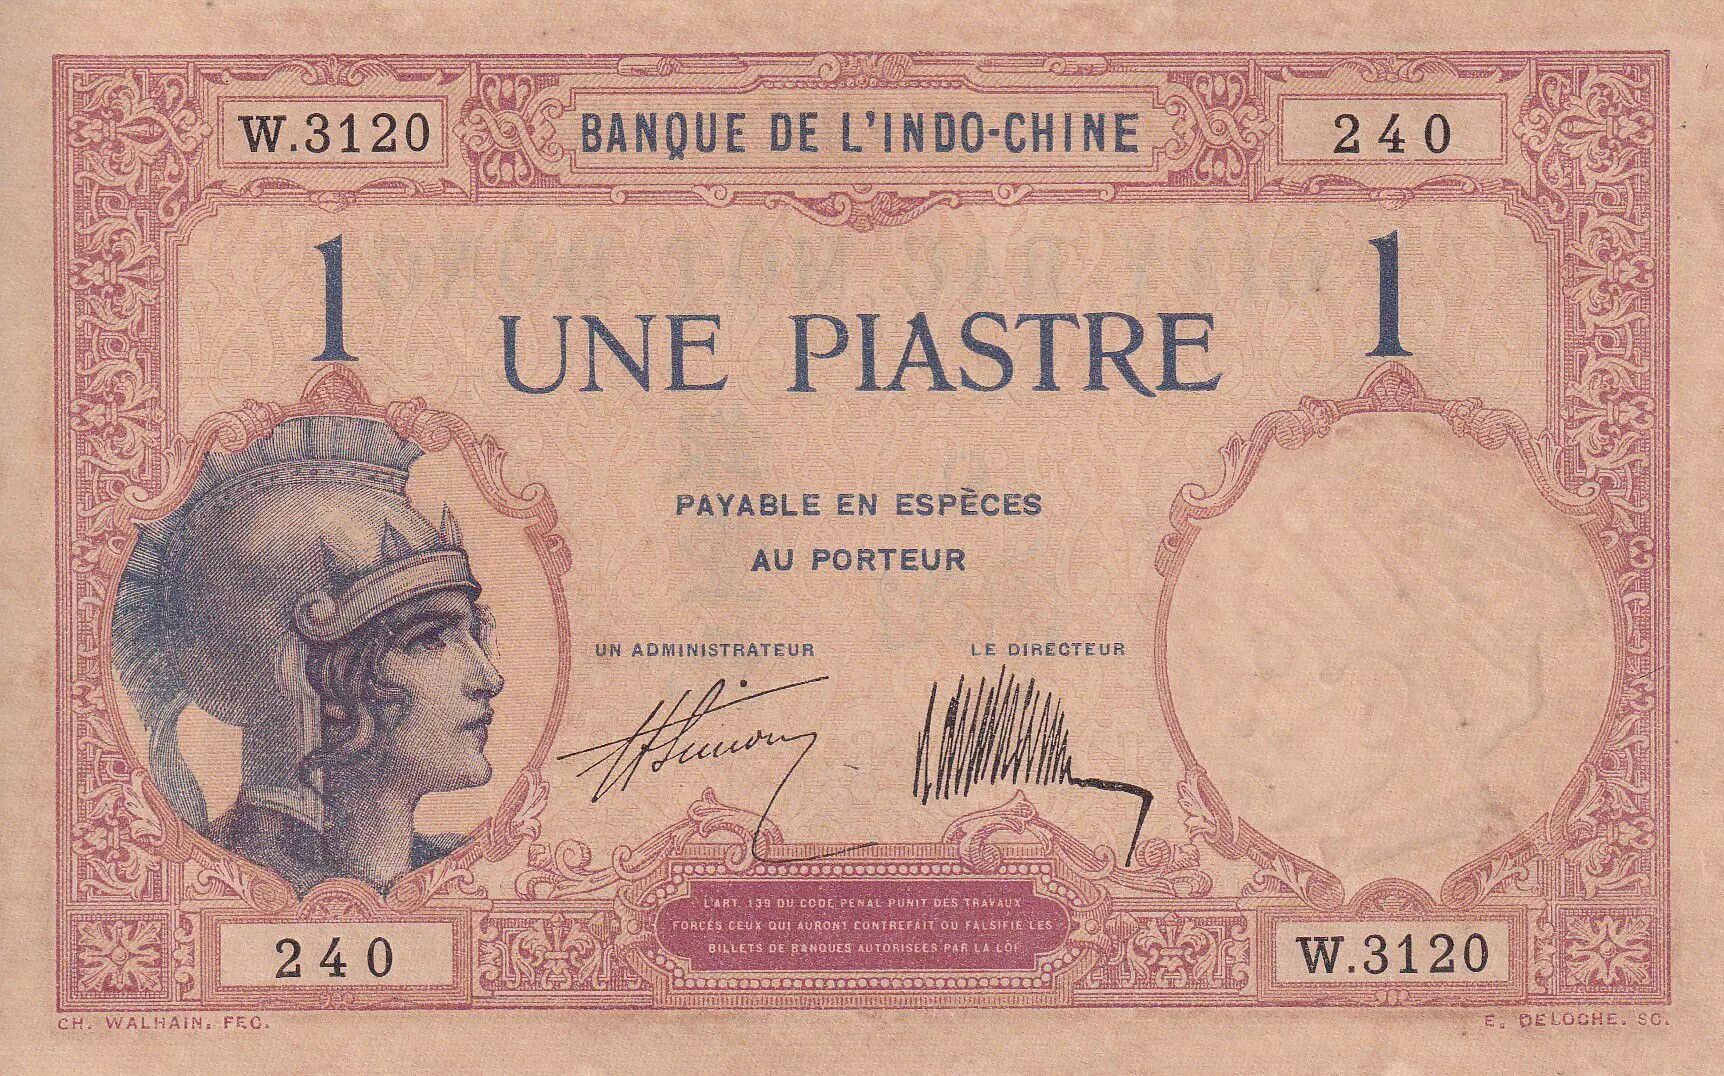 W.3120
BANQUE DE L'INDO-CHINE
240
1
1
UNE PIASTRE
PAYABLE EN ESPÈCES
AU PORTEUR
UN ADMINISTRATEUR
LE DIRECTEUR
L'ART. 139 DU CODE PENAL PUNIT DES TRAVAUX
FORCÉS CEUX QUI AURONT CONTREFAIT OU FALSIFIÉ LES
BILLETS DE BANQUES AUTORISÉES PAR LA LOI
240
W.3120
CH. WALHAIN. FEC.
E. DELOCHE. SC.